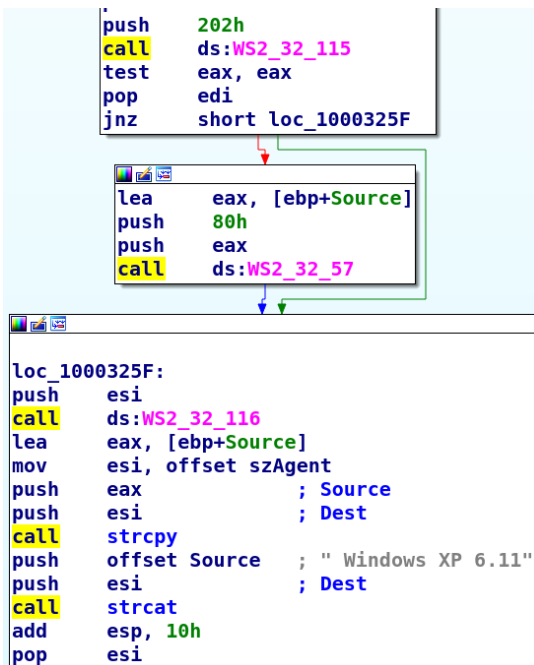 push    202h
call    ds:WS2_32_115
test    eax, eax
pop     edi
jnz     short loc_1000325F
lea     eax, [ebp+Source]
push    80h
push    eax
call    ds:WS2_32_57
loc_1000325F:
push    esi
call    ds:WS2_32_116
lea     eax, [ebp+Source]
mov     esi, offset szAgent
push    eax             ; Source
push    esi             ; Dest
call    strcpy
push    offset Source   ; " Windows XP 6.11"
push    esi             ; Dest
call    strcat
add     esp, 10h
pop     esi